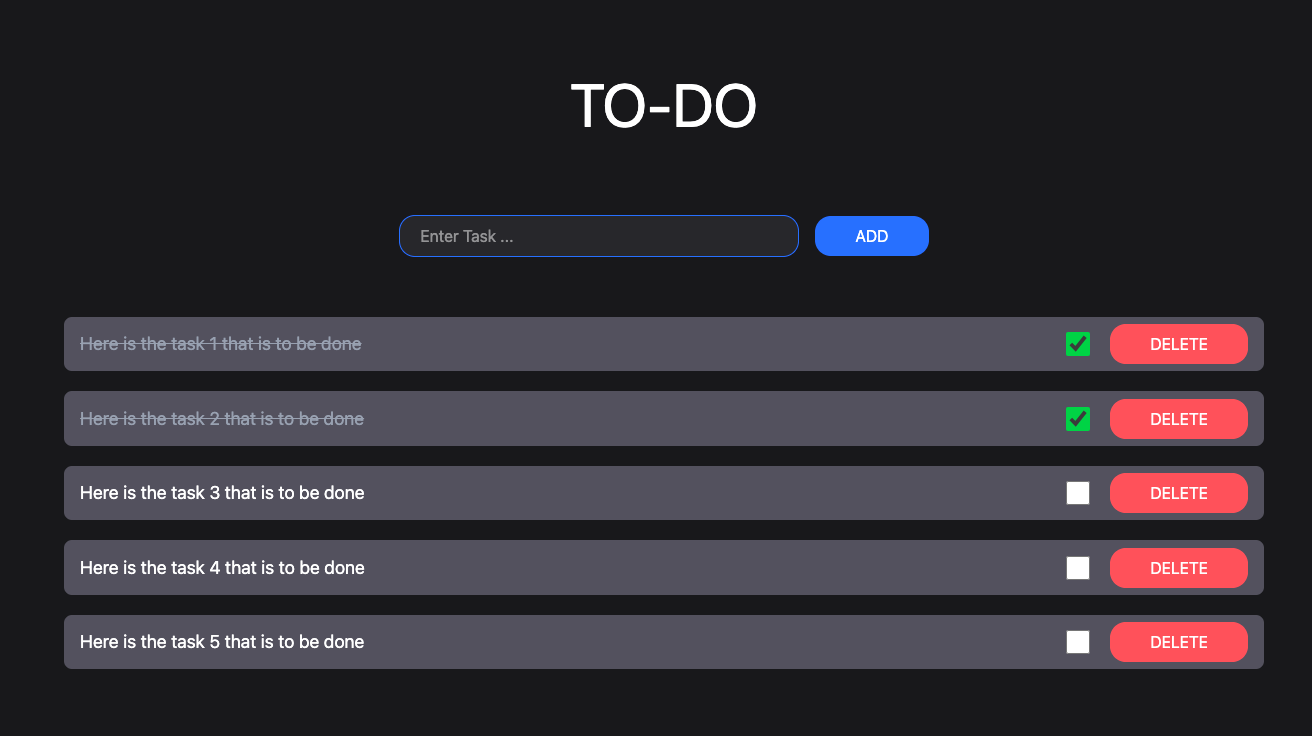 TO-DO
Enter Task ...
ADD
Here is the task 1 that is to be done
DELETE
Here is the task 2 that is to be done
DELETE
Here is the task 3 that is to be done
DELETE
Here is the task 4 that is to be done
DELETE
Here is the task 5 that is to be done
DELETE